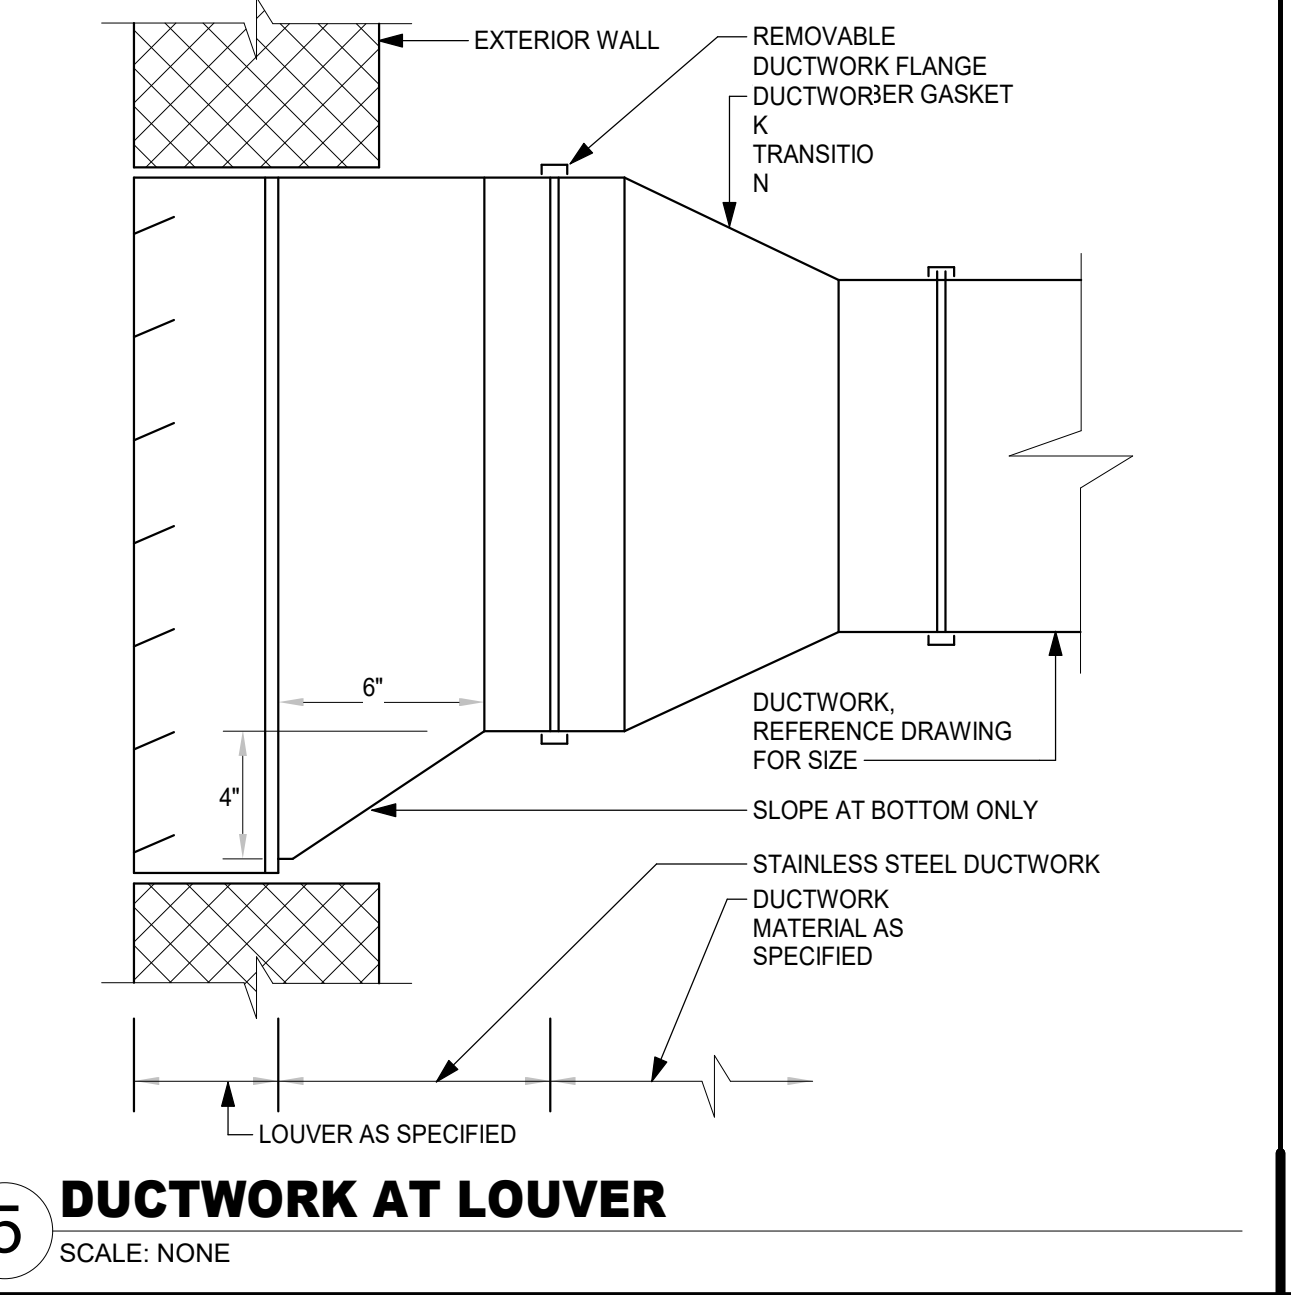 EXTERIOR WALL
REMOVABLE
DUCTWORK FLANGE
BER GASKET
DUCTWOR
K
TRANSITIO
N
6"
4"
DUCTWORK,
REFERENCE DRAWING
FOR SIZE
SLOPE AT BOTTOM ONLY
STAINLESS STEEL DUCTWORK
DUCTWORK
MATERIAL AS
SPECIFIED
LOUVER AS SPECIFIED
5
DUCTWORK AT LOUVER
SCALE: NONE